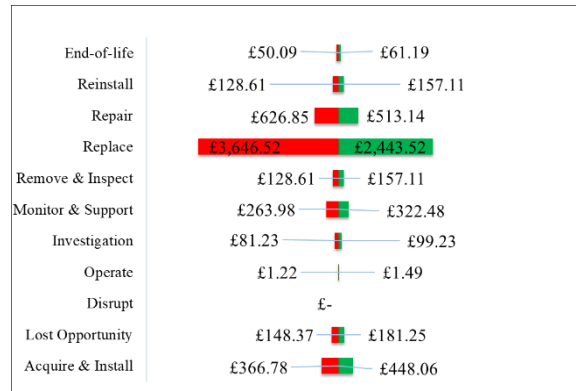 End-of-life £50.09 £61.19
Reinstall £128.61 £157.11
Repair £626.85 £513.14
Replace £3,646.52 £2,443.52
Remove & Inspect £128.61 £157.11
Monitor & Support £263.98 £322.48
Investigation £81.23 £99.23
Operate £1.22 £1.49
Disrupt £-
Lost Opportunity £148.37 £181.25
Acquire & Install £366.78 £448.06